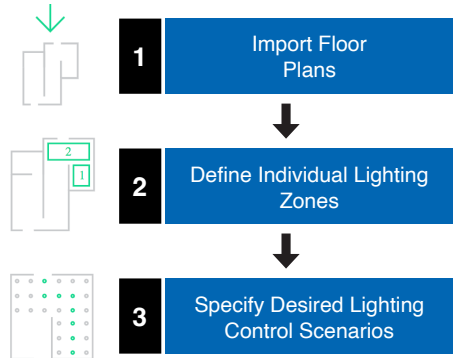 1
Import Floor
Plans
2
1
2
Define Individual Lighting
Zones
3
Specify Desired Lighting
Control Scenarios